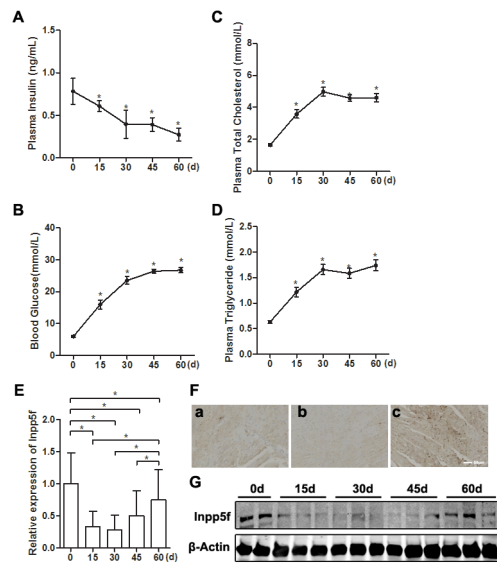 A
Plasma Insulin (ng/mL)
1.5
1.0
0.5
0.0
* * * *
0 15 30 45 60 (d)
C
Plasma Total Cholesterol (mmol/L)
8
6
4
2
0
* * * *
0 15 30 45 60 (d)
B
Blood Glucose(mmol/L)
40
30
20
10
0
* * * *
0 15 30 45 60 (d)
D
Plasma Triglyceride (mmol/L)
2.5
2.0
1.5
1.0
0.5
0.0
* * * *
0 15 30 45 60 (d)
E
Relative expression of Inpp5f
2.0
1.5
1.0
0.5
0.0
*
*
*
*
*
*
*
0 15 30 45 60 (d)
F
a b c
G
0d 15d 30d 45d 60d
Inpp5f
β-Actin